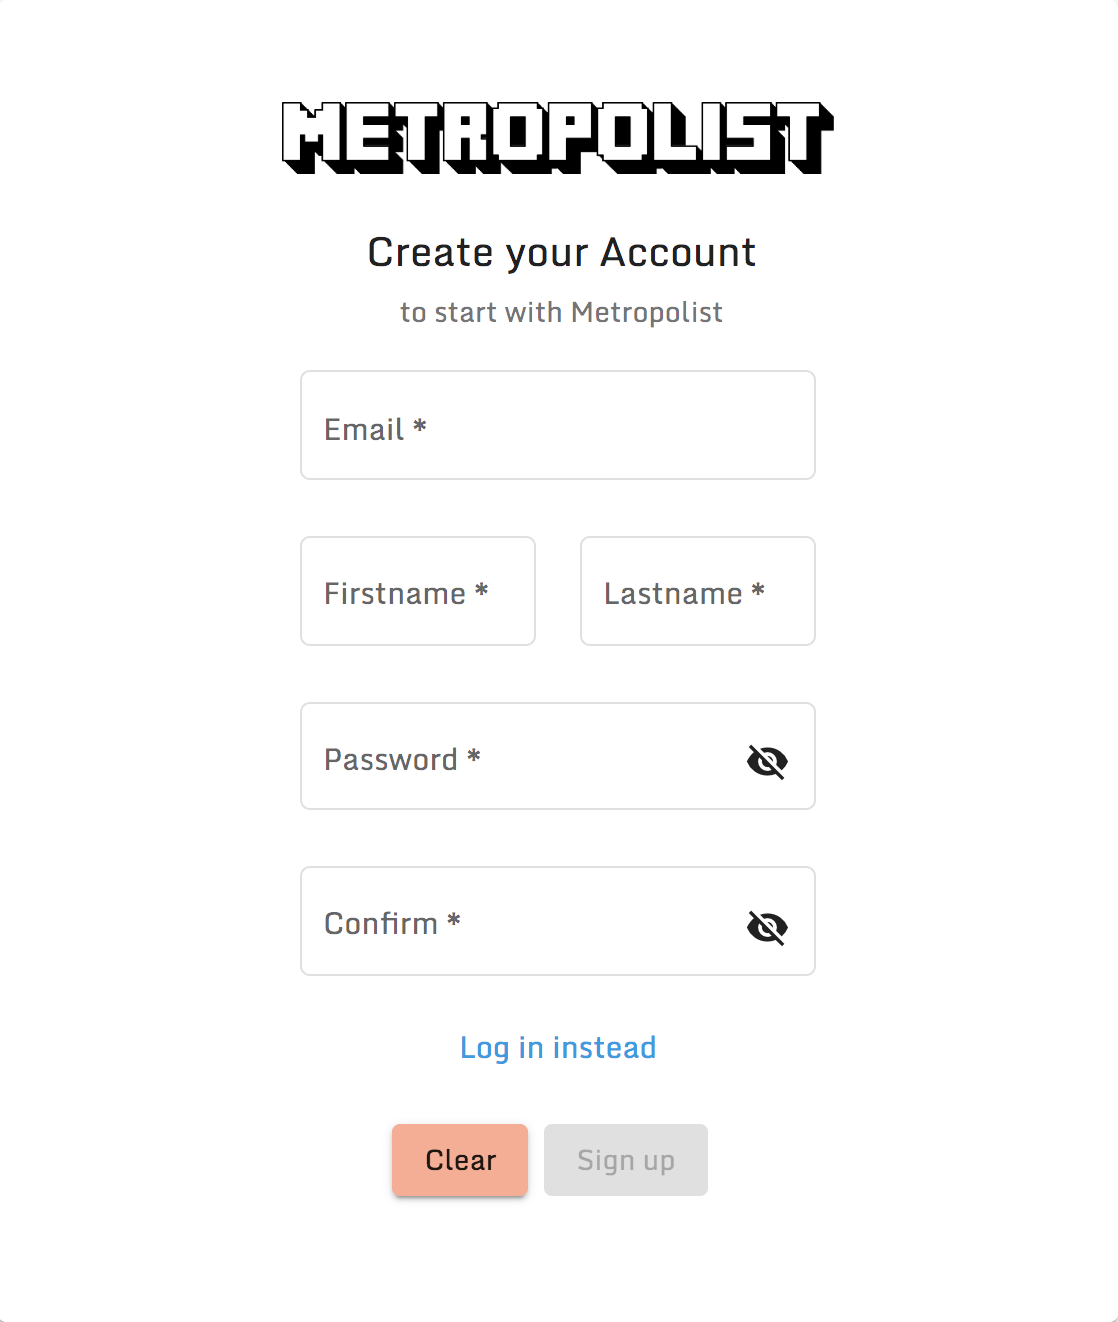 METROPOLIST
Create your Account
to start with Metropolist
Email *
Firstname * Lastname *
Password *
Confirm *
Log in instead
Clear Sign up